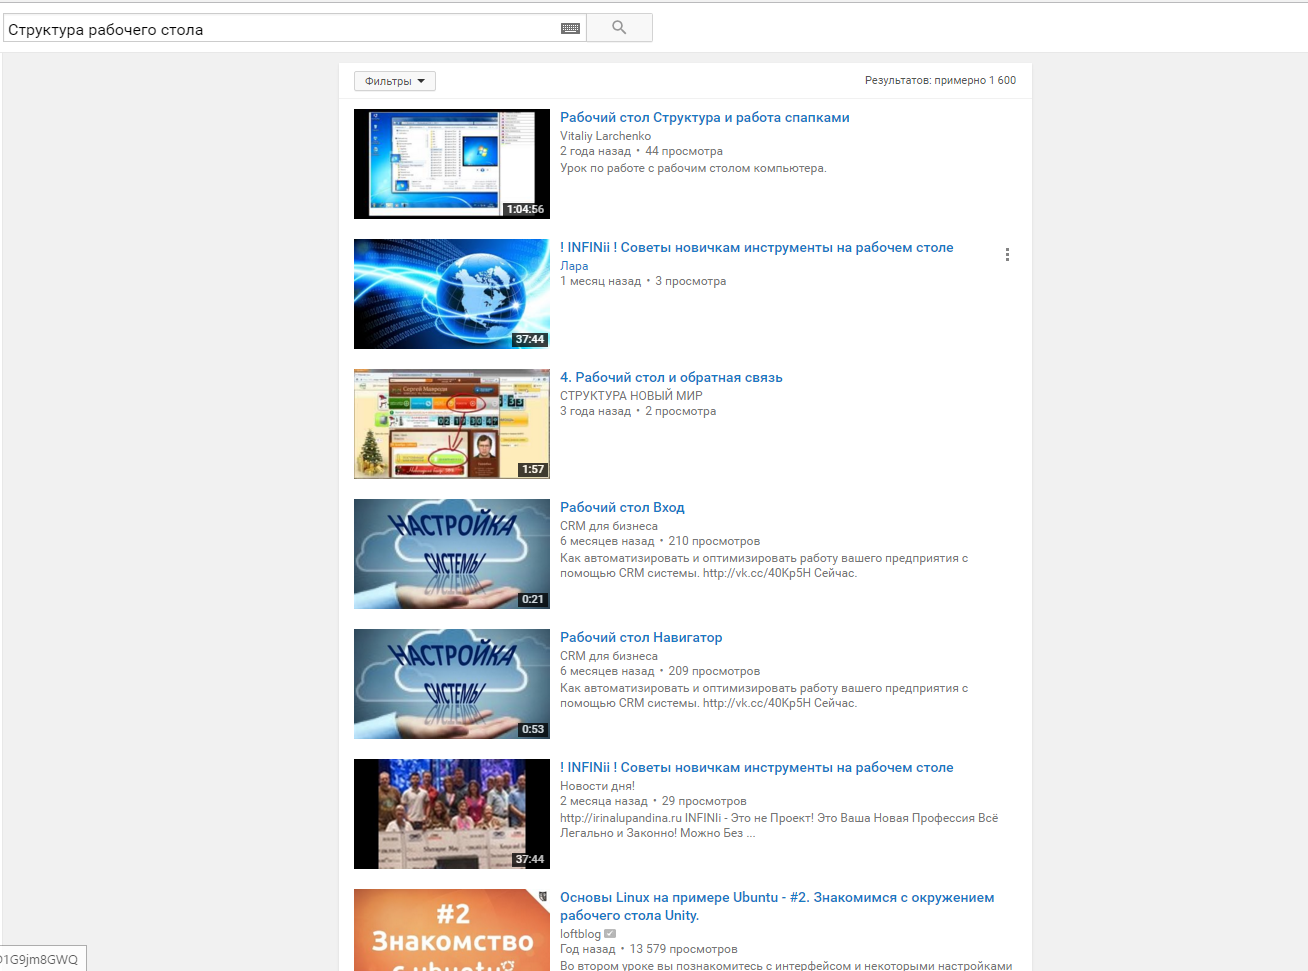 Структура рабочего стола
Фильтры
Результатов: примерно 1 600
1:04:56
Рабочий стол Структура и работа спапками
Vitaliy Larchenko
2 года назад • 44 просмотра
Урок по работе с рабочим столом компьютера.
37:44
! INFINii ! Советы новичкам инструменты на рабочем столе
Лара
1 месяц назад • 3 просмотра
1:57
4. Рабочий стол и обратная связь
СТРУКТУРА НОВЫЙ МИР
3 года назад • 2 просмотра
НАСТРОЙКА
СИСТЕМЫ
0:21
Рабочий стол Вход
CRM для бизнеса
6 месяцев назад • 210 просмотров
Как автоматизировать и оптимизировать работу вашего предприятия с
помощью CRM системы. http://vk.cc/40Kp5H Сейчас.
НАСТРОЙКА
СИСТЕМЫ
0:53
Рабочий стол Навигатор
CRM для бизнеса
6 месяцев назад • 209 просмотров
Как автоматизировать и оптимизировать работу вашего предприятия с
помощью CRM системы. http://vk.cc/40Kp5H Сейчас.
37:44
! INFINii ! Советы новичкам инструменты на рабочем столе
Новости дня!
2 месяца назад • 29 просмотров
http://irinalupandina.ru INFINIi - Это не Проект! Это Ваша Новая Профессия Всё
Легально и Законно! Можно Без ...
#2
Знакомство
с ubuntu
Основы Linux на примере Ubuntu - #2. Знакомимся с окружением
рабочего стола Unity.
loftblog
Год назад • 13 579 просмотров
Во втором уроке вы познакомитесь с интерфейсом и некоторыми настройками
1G9jm8GWQ